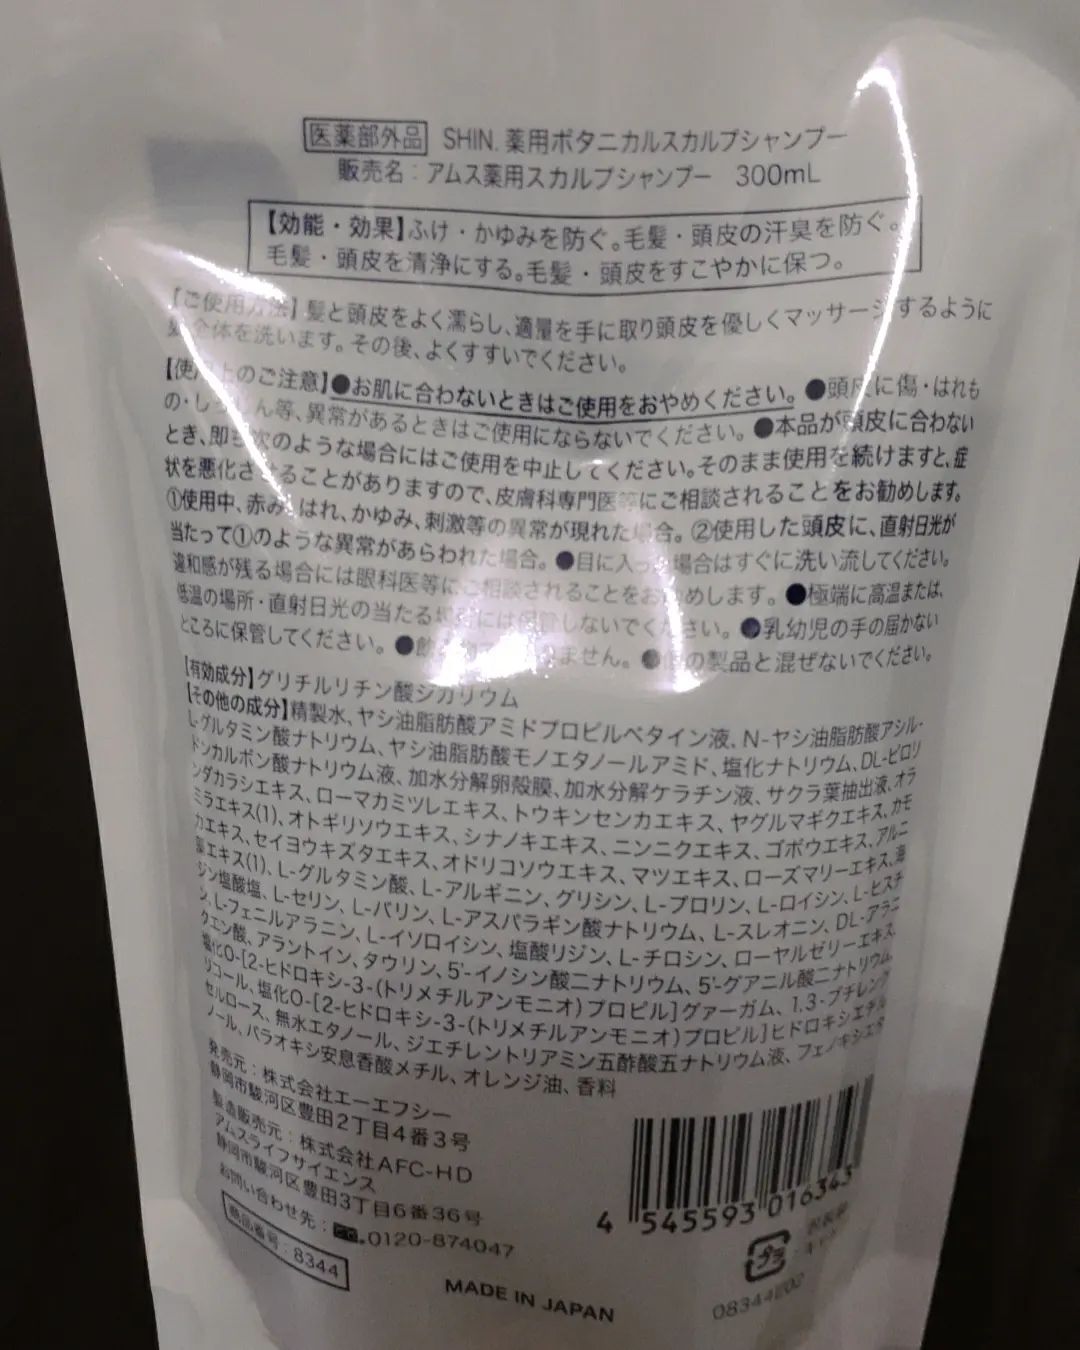 医薬部外品 SHIN. 薬用ボタニカルスカルプシャンプー
販売名：アムス薬用スカルプシャンプー 300mL
【効能・効果】ふけ・かゆみを防ぐ。毛髪・頭皮の汗臭を防ぐ。
毛髪・頭皮を清浄にする。毛髪・頭皮をすこやかに保つ。
【ご使用方法】髪と頭皮をよく濡らし、適量を手に取り頭皮を優しくマッサージするように
全体を洗います。その後、よくすすいでください。
【使用上のご注意】●お肌に合わないときはご使用をおやめください。●頭皮に傷・はれも
の・しっしん等、異常があるときはご使用にならないでください。●本品が頭皮に合わない
とき、即ち次のような場合にはご使用を中止してください。そのまま使用を続けますと、症
状を悪化させることがありますので、皮膚科専門医等にご相談されることをお勧めします。
①使用中、赤み、はれ、かゆみ、刺激等の異常が現れた場合。②使用した頭皮に、直射日光が
当たって①のような異常があらわれた場合。●目に入った場合はすぐに洗い流してください。
違和感が残る場合には眼科医等にご相談されることをお勧めします。●極端に高温または、
低温の場所・直射日光の当たる場所には保管しないでください。●乳幼児の手の届かない
ところに保管してください。●飲み物ではありません。●他の製品と混ぜないでください。
【有効成分】グリチルリチン酸ジカリウム
【その他の成分】精製水、ヤシ油脂肪酸アミドプロピルベタイン液、N-ヤシ油脂肪酸アシル-
L-グルタミン酸ナトリウム、ヤシ油脂肪酸モノエタノールアミド、塩化ナトリウム、DL-ピロリ
ドンカルボン酸ナトリウム液、加水分解卵殻膜、加水分解ケラチン液、サクラ葉抽出液、オラ
ンダカラシエキス、ローマカミツレエキス、トウキンセンカエキス、ヤグルマギクエキス、カモ
ミラエキス(1)、オトギリソウエキス、シナノキエキス、ニンニクエキス、ゴボウエキス、アルニ
カエキス、セイヨウキズタエキス、オドリコソウエキス、マツエキス、ローズマリーエキス、海
藻エキス(1)、L-グルタミン酸、L-アルギニン、グリシン、L-プロリン、L-ロイシン、L-ヒスチ
ジン塩酸塩、L-セリン、L-バリン、L-アスパラギン酸ナトリウム、L-スレオニン、DL-アラニ
ン、L-フェニルアラニン、L-イソロイシン、塩酸リジン、L-チロシン、ローヤルゼリーエキス、
クエン酸、アラントイン、タウリン、5'-イノシン酸二ナトリウム、5'-グアニル酸二ナトリウム、
塩化O-[2-ヒドロキシ-3-(トリメチルアンモニオ)プロピル]グァーガム、1.3-ブチレング
リコール、塩化O-[2-ヒドロキシ-3-(トリメチルアンモニオ)プロピル]ヒドロキシエチル
セルロース、無水エタノール、ジエチレントリアミン五酢酸五ナトリウム液、フェノキシエタ
ノール、パラオキシ安息香酸メチル、オレンジ油、香料
発売元：株式会社エーエフシー
静岡市駿河区豊田2丁目4番3号
製造販売元：株式会社AFC-HD
アムスライフサイエンス
静岡市駿河区豊田3丁目6番36号
お問い合わせ先：0120-874047
商品番号：8344
4 545593 016343
プラ
MADE IN JAPAN